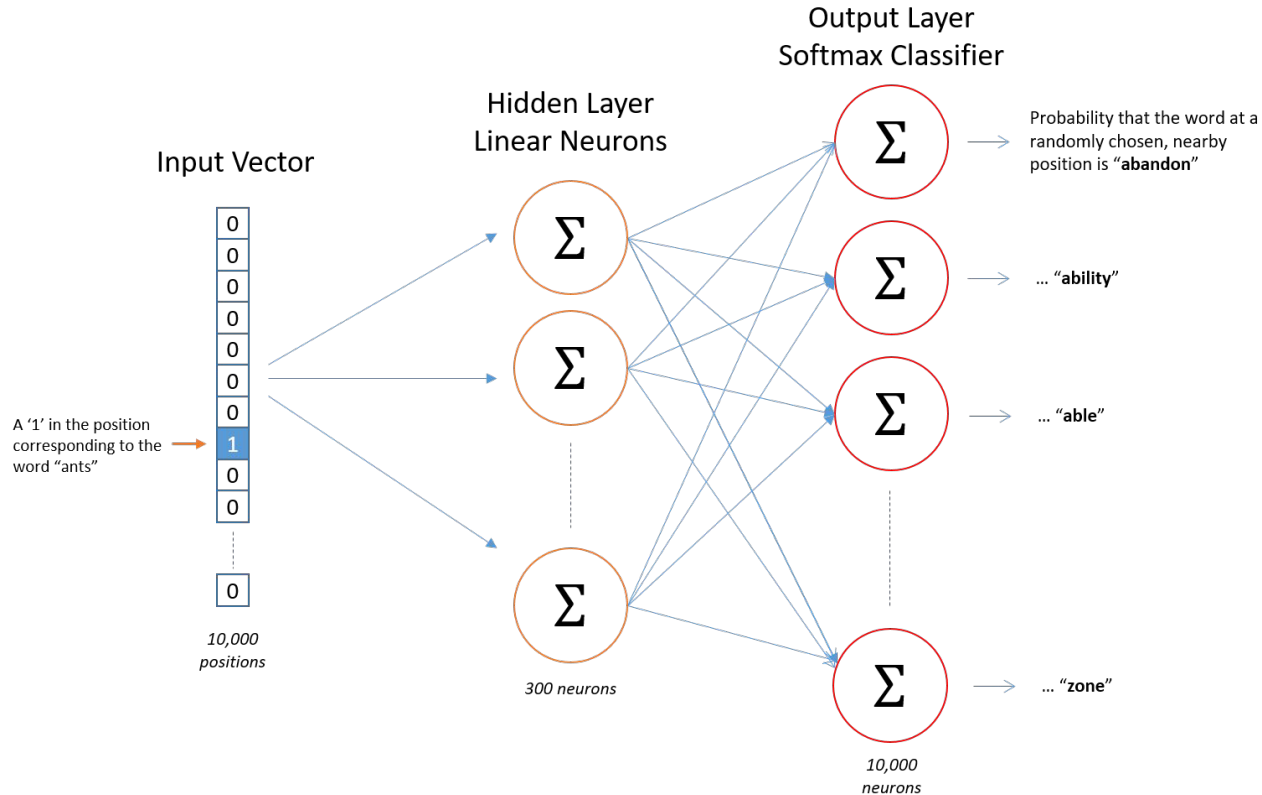 Output Layer
Softmax Classifier
Hidden Layer
Linear Neurons
Input Vector
Probability that the word at a
randomly chosen, nearby
position is “abandon”
… “ability”
… “able”
… “zone”
A ‘1’ in the position
corresponding to the
word “ants”
0
0
0
0
0
0
0
1
0
0
0
10,000
positions
Σ
Σ
Σ
300 neurons
Σ
Σ
Σ
Σ
10,000
neurons